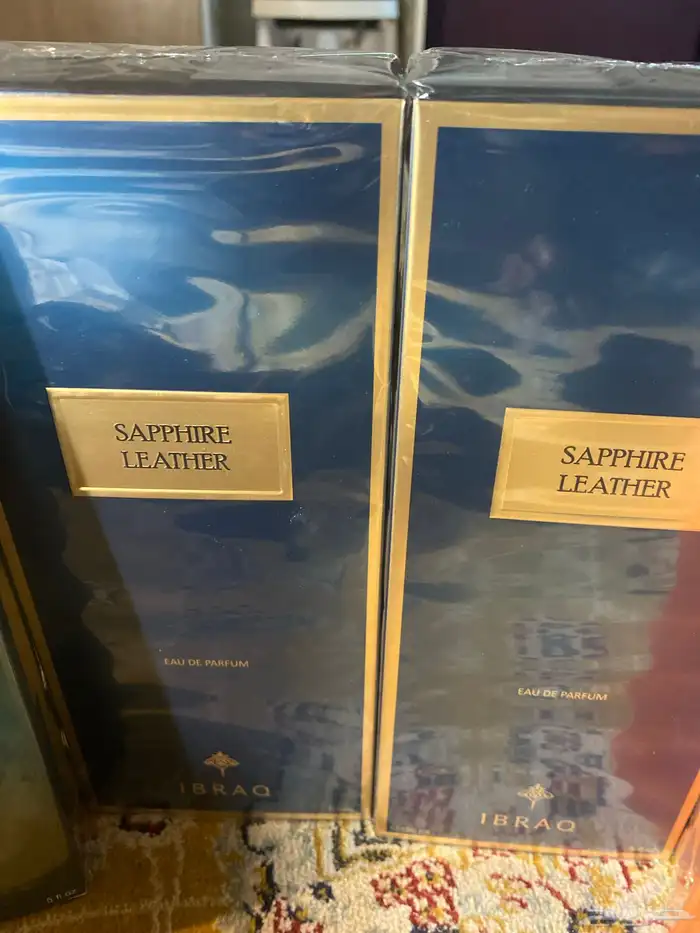 SAPPHIRE
LEATHER
EAU DE PARFUM
IBRAQ
SAPPHIRE
LEATHER
EAU DE PARFUM
IBRAQ